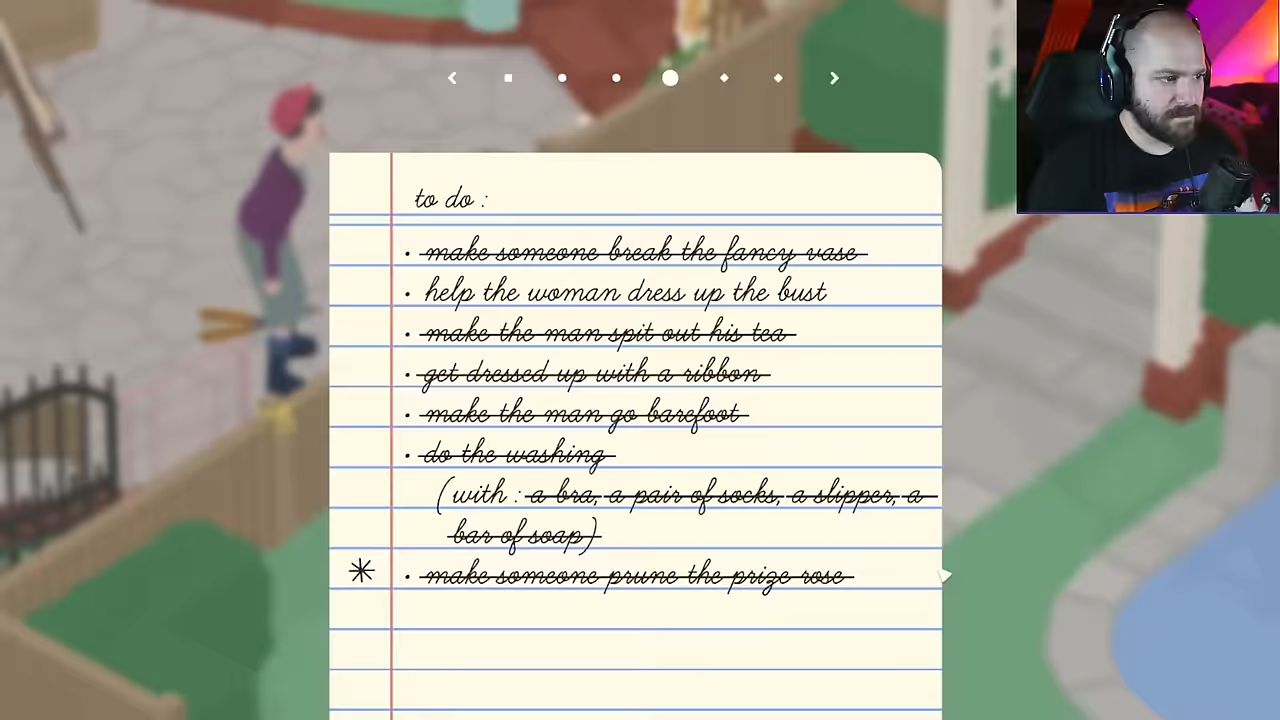 to do :
• make someone break the fancy vase
• help the woman dress up the bust
• make the man spit out his tea
• get dressed up with a ribbon
• make the man go barefoot
• do the washing
(with : a bra, a pair of socks, a slipper, a
bar of soap)
• make someone prune the prize rose